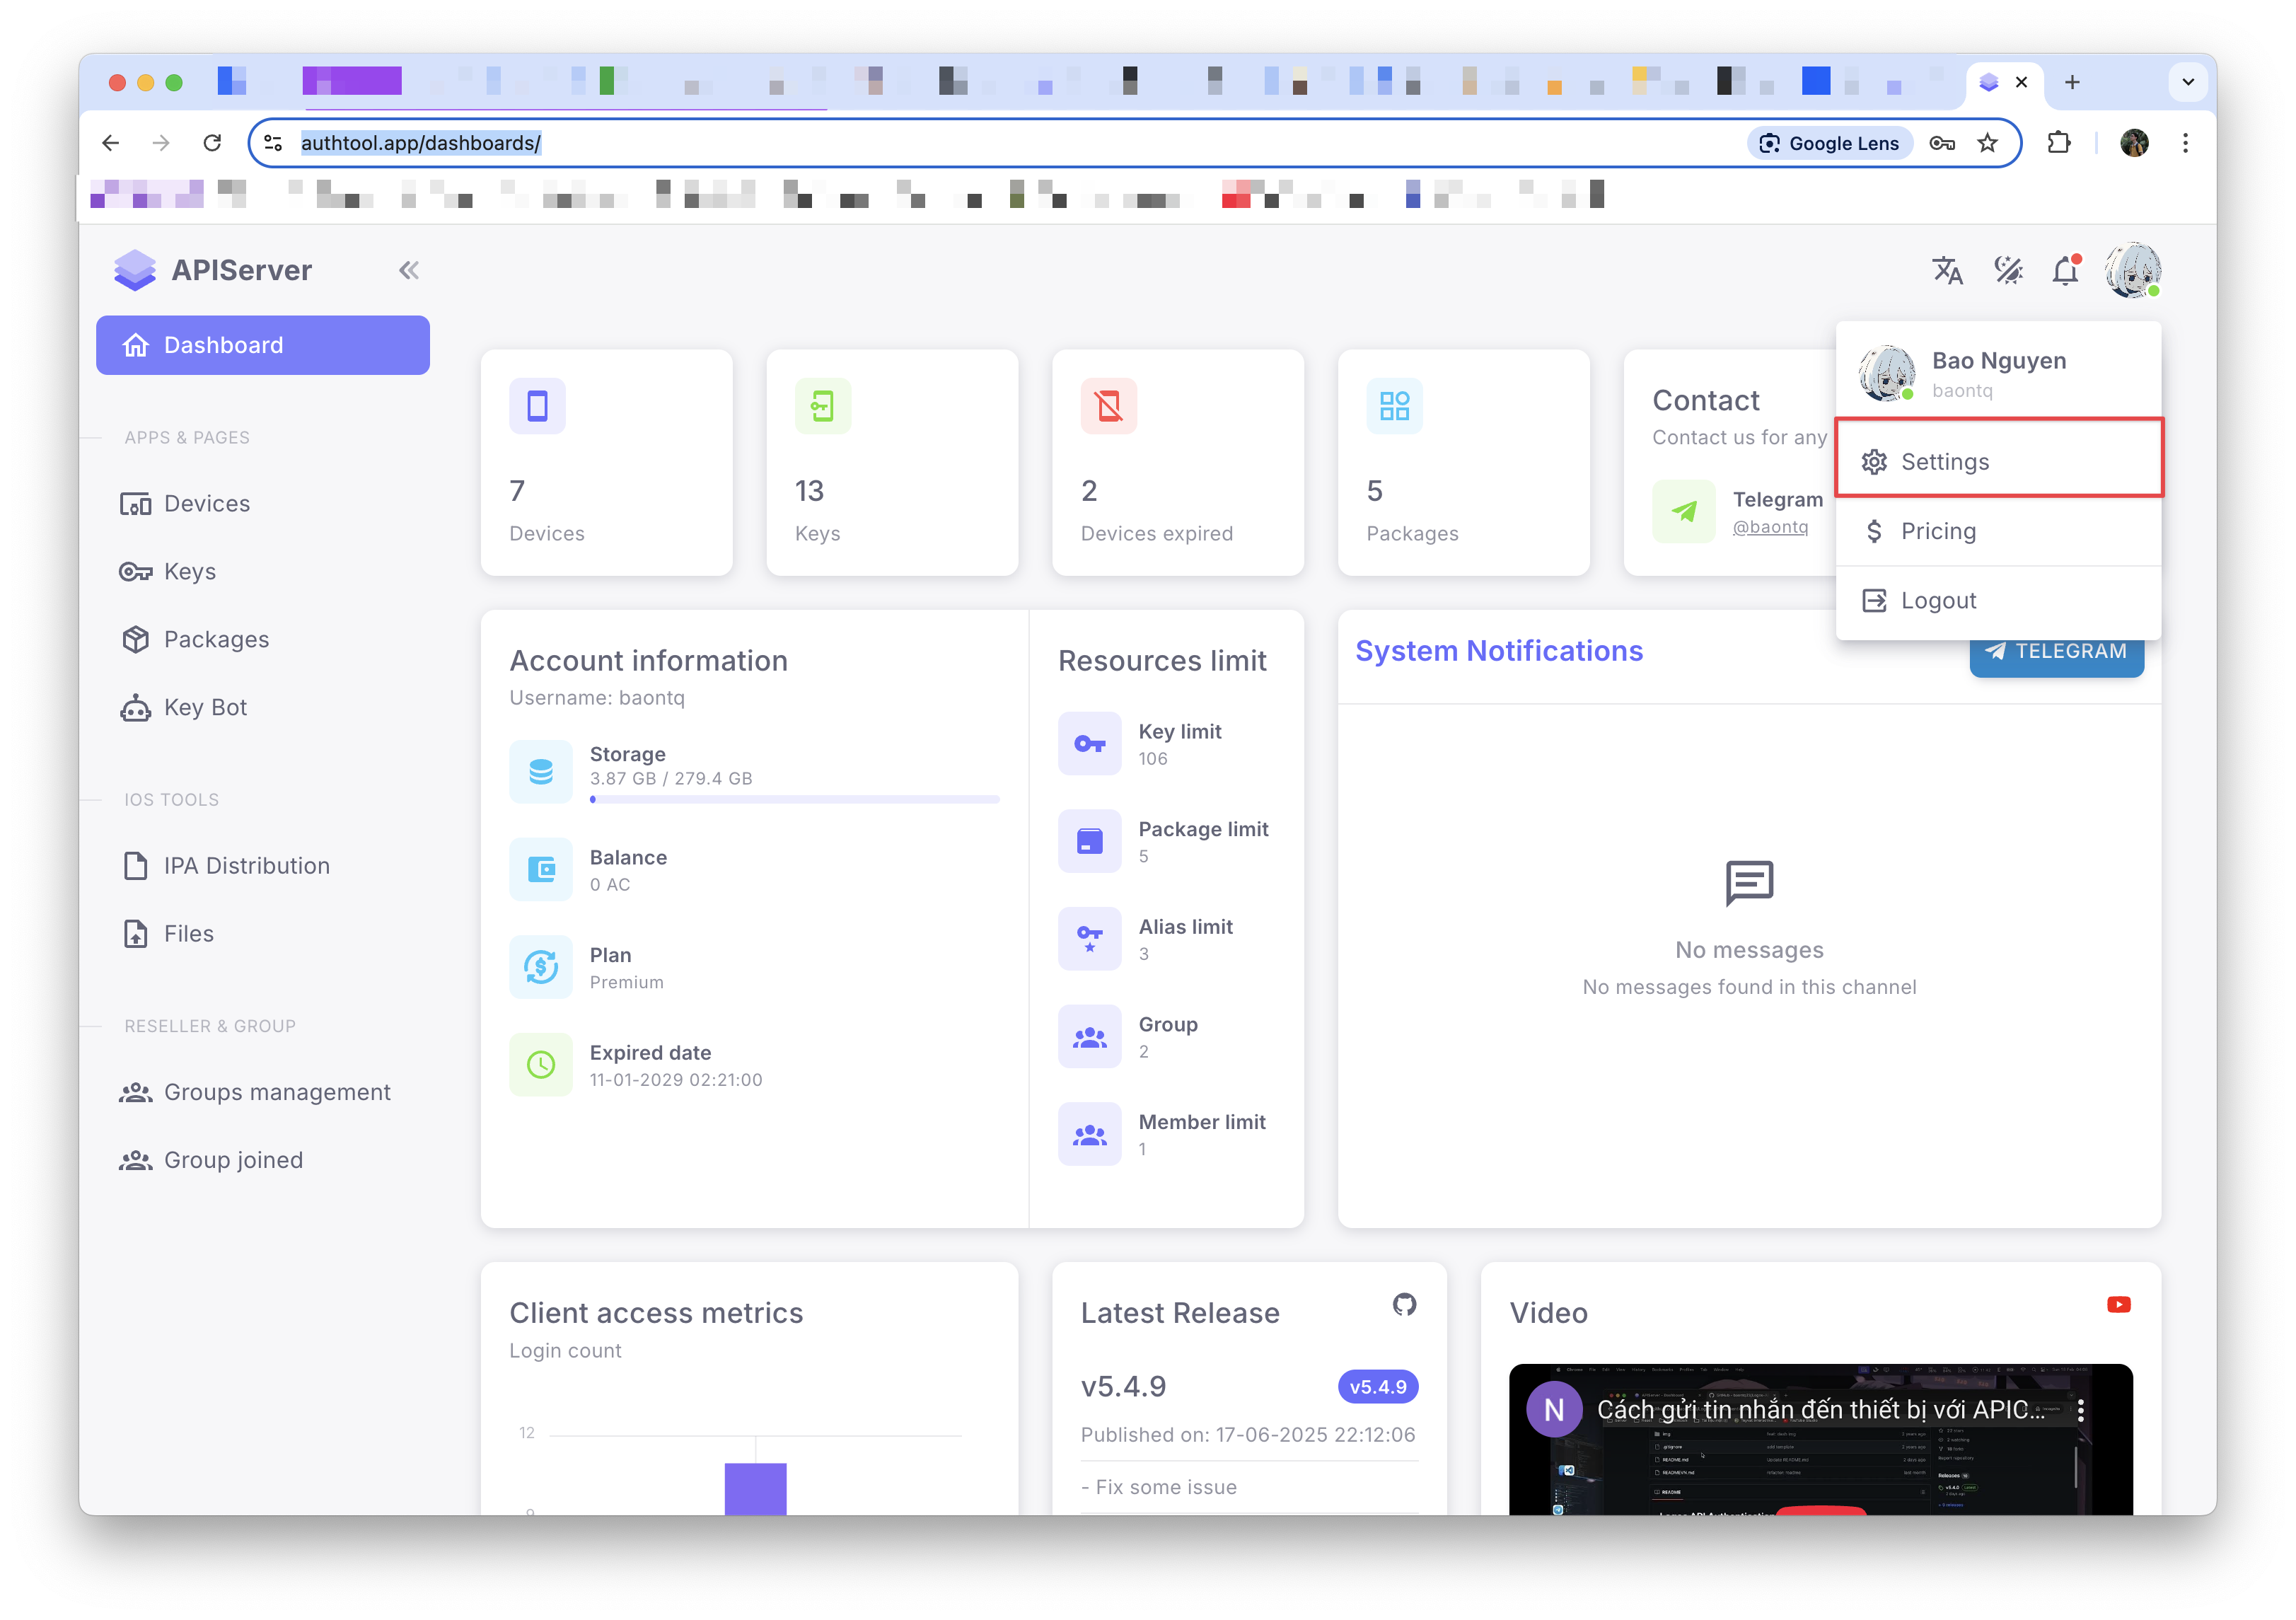 authtool.app/dashboards/
Google Lens
APIServer
Dashboard
APPS & PAGES
Devices
Keys
Packages
Key Bot
IOS TOOLS
IPA Distribution
Files
RESELLER & GROUP
Groups management
Group joined
7
Devices
13
Keys
2
Devices expired
5
Packages
Contact
Contact us for any
Telegram
@baontq
Bao Nguyen
baontq
Settings
Pricing
Logout
Account information
Username: baontq
Storage
3.87 GB / 279.4 GB
Balance
0 AC
Plan
Premium
Expired date
11-01-2029 02:21:00
Resources limit
Key limit
106
Package limit
5
Alias limit
3
Group
2
Member limit
1
System Notifications
TELEGRAM
No messages
No messages found in this channel
Client access metrics
Login count
12
Latest Release
v5.4.9
v5.4.9
Published on: 17-06-2025 22:12:06
- Fix some issue
Video
N
Cách gửi tin nhắn đến thiết bị với APIC...
README.md
README
Releases